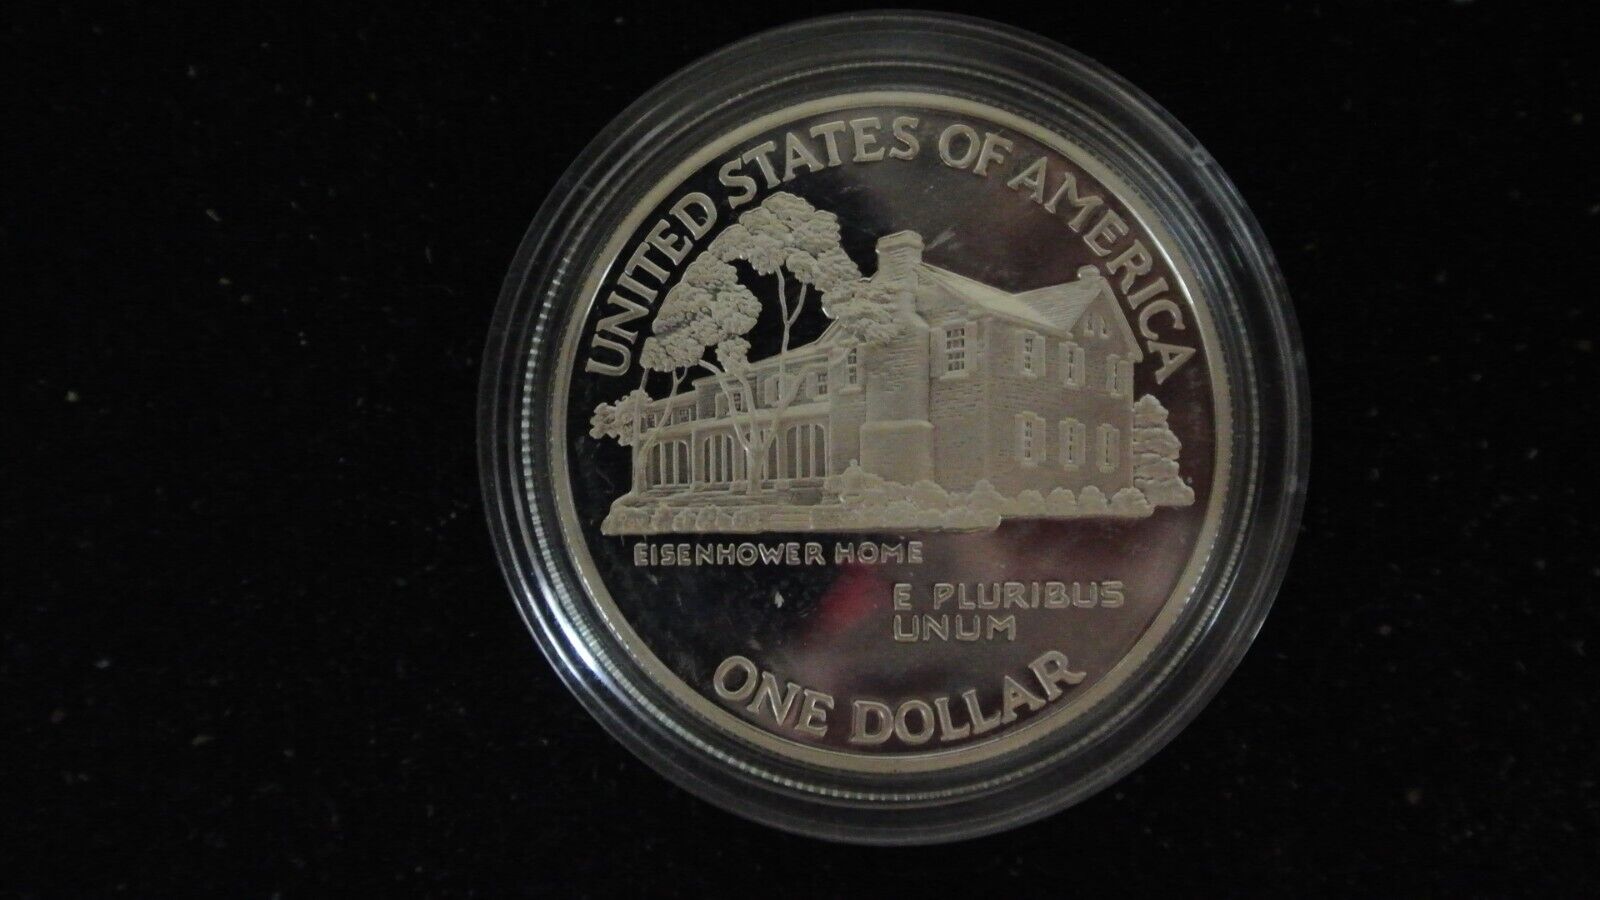 UNITED STATES OF AMERICA
EISENHOWER HOME
E PLURIBUS
UNUM
ONE DOLLAR